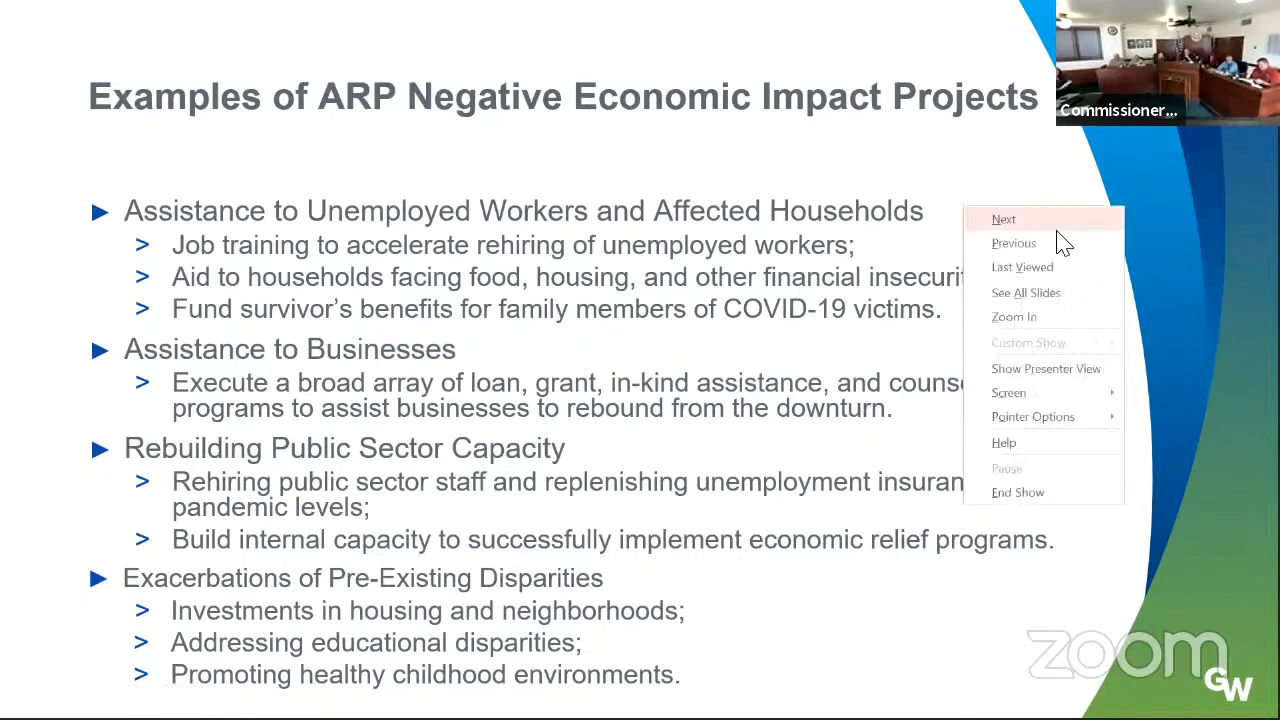 Examples of ARP Negative Economic Impact Projects
Commissioner...
► Assistance to Unemployed Workers and Affected Households
> Job training to accelerate rehiring of unemployed workers;
> Aid to households facing food, housing, and other financial
> Fund survivor's benefits for family members of COVID-19 victims.
► Assistance to Businesses
> Execute a broad array of loan, grant, in-kind assistance, and
programs to assist businesses to rebound from the downturn.
► Rebuilding Public Sector Capacity
> Rehiring public sector staff and replenishing unemployment
pandemic levels;
> Build internal capacity to successfully implement economic relief programs.
► Exacerbations of Pre-Existing Disparities
> Investments in housing and neighborhoods;
> Addressing educational disparities;
> Promoting healthy childhood environments.
Next
Previous
Last Viewed
See All Slides
Zoom In
Custom Show
Show Presenter View
Screen
Pointer Options
Help
Pause
End Show
zoom
GW